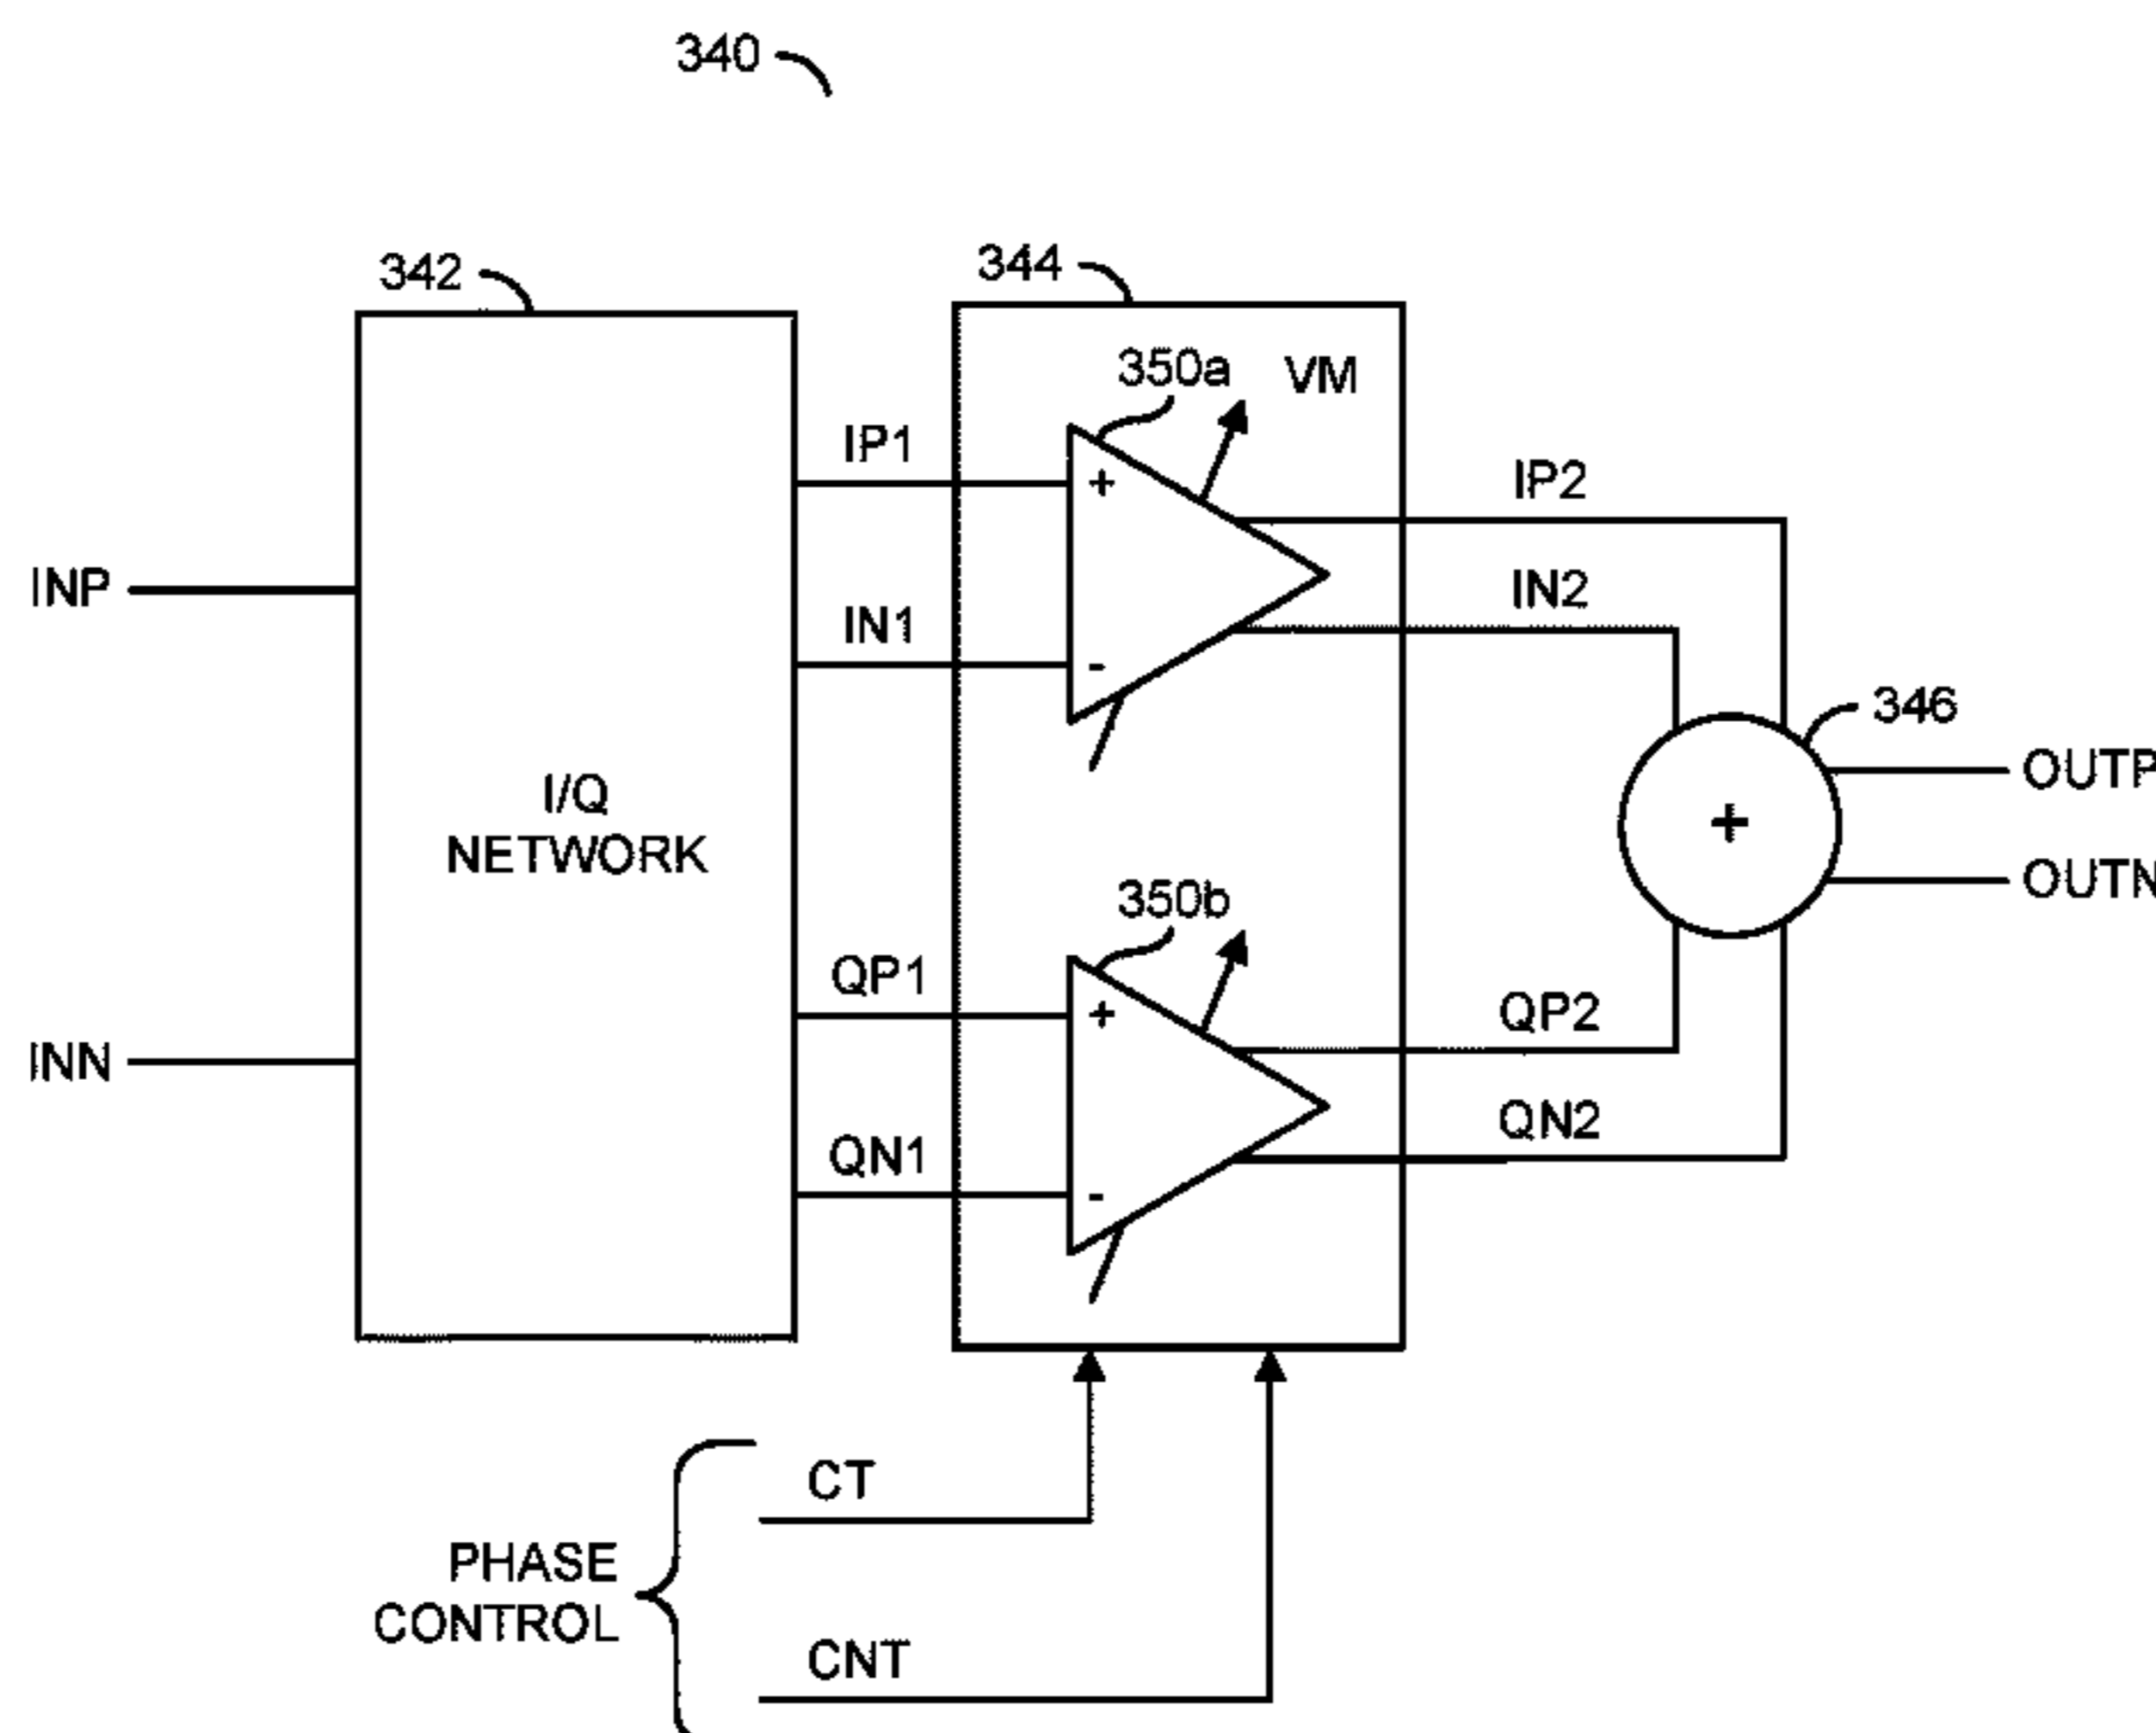 340
342
344
350a
VM
IP1
IP2
IN2
INP
IN1
346
OUTP
I/Q
NETWORK
OUTN
350b
QP1
QP2
INN
QN2
QN1
CT
PHASE
CONTROL
CNT
+
-
+
-
+